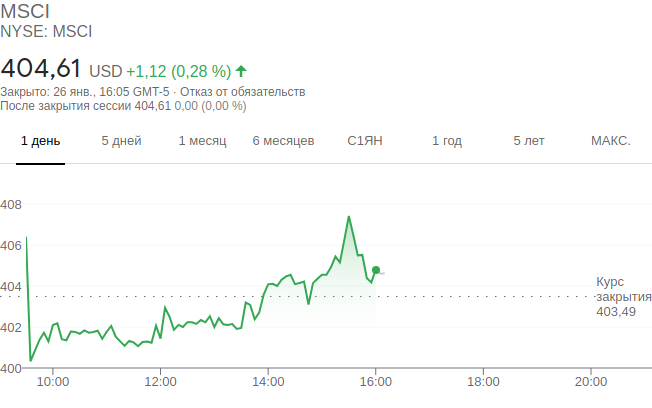 MSCI
NYSE: MSCI
404,61 USD +1,12 (0,28 %)
Закрыто: 26 янв., 16:05 GMT-5 · Отказ от обязательств
После закрытия сессии 404,61 0,00 (0,00 %)
1 день 5 дней 1 месяц 6 месяцев С1ЯН 1 год 5 лет МАКС.
408
406
404
Курс
закрытия
403,49
402
400
10:00 12:00 14:00 16:00 18:00 20:00